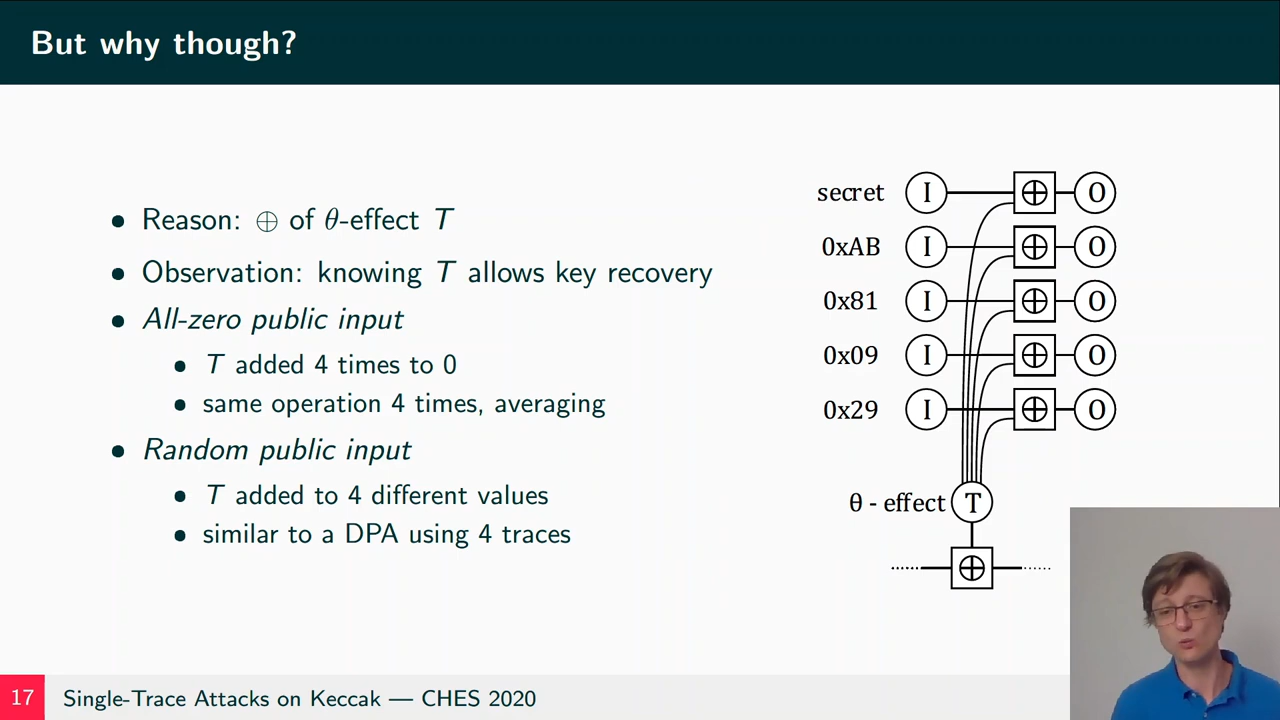 But why though?
• Reason: ⊕ of θ-effect T
• Observation: knowing T allows key recovery
• All-zero public input
• T added 4 times to 0
• same operation 4 times, averaging
• Random public input
• T added to 4 different values
• similar to a DPA using 4 traces
secret I ⊕ O
0xAB I ⊕ O
0x81 I ⊕ O
0x09 I ⊕ O
0x29 I ⊕ O
θ - effect T
⊕
17 Single-Trace Attacks on Keccak — CHES 2020